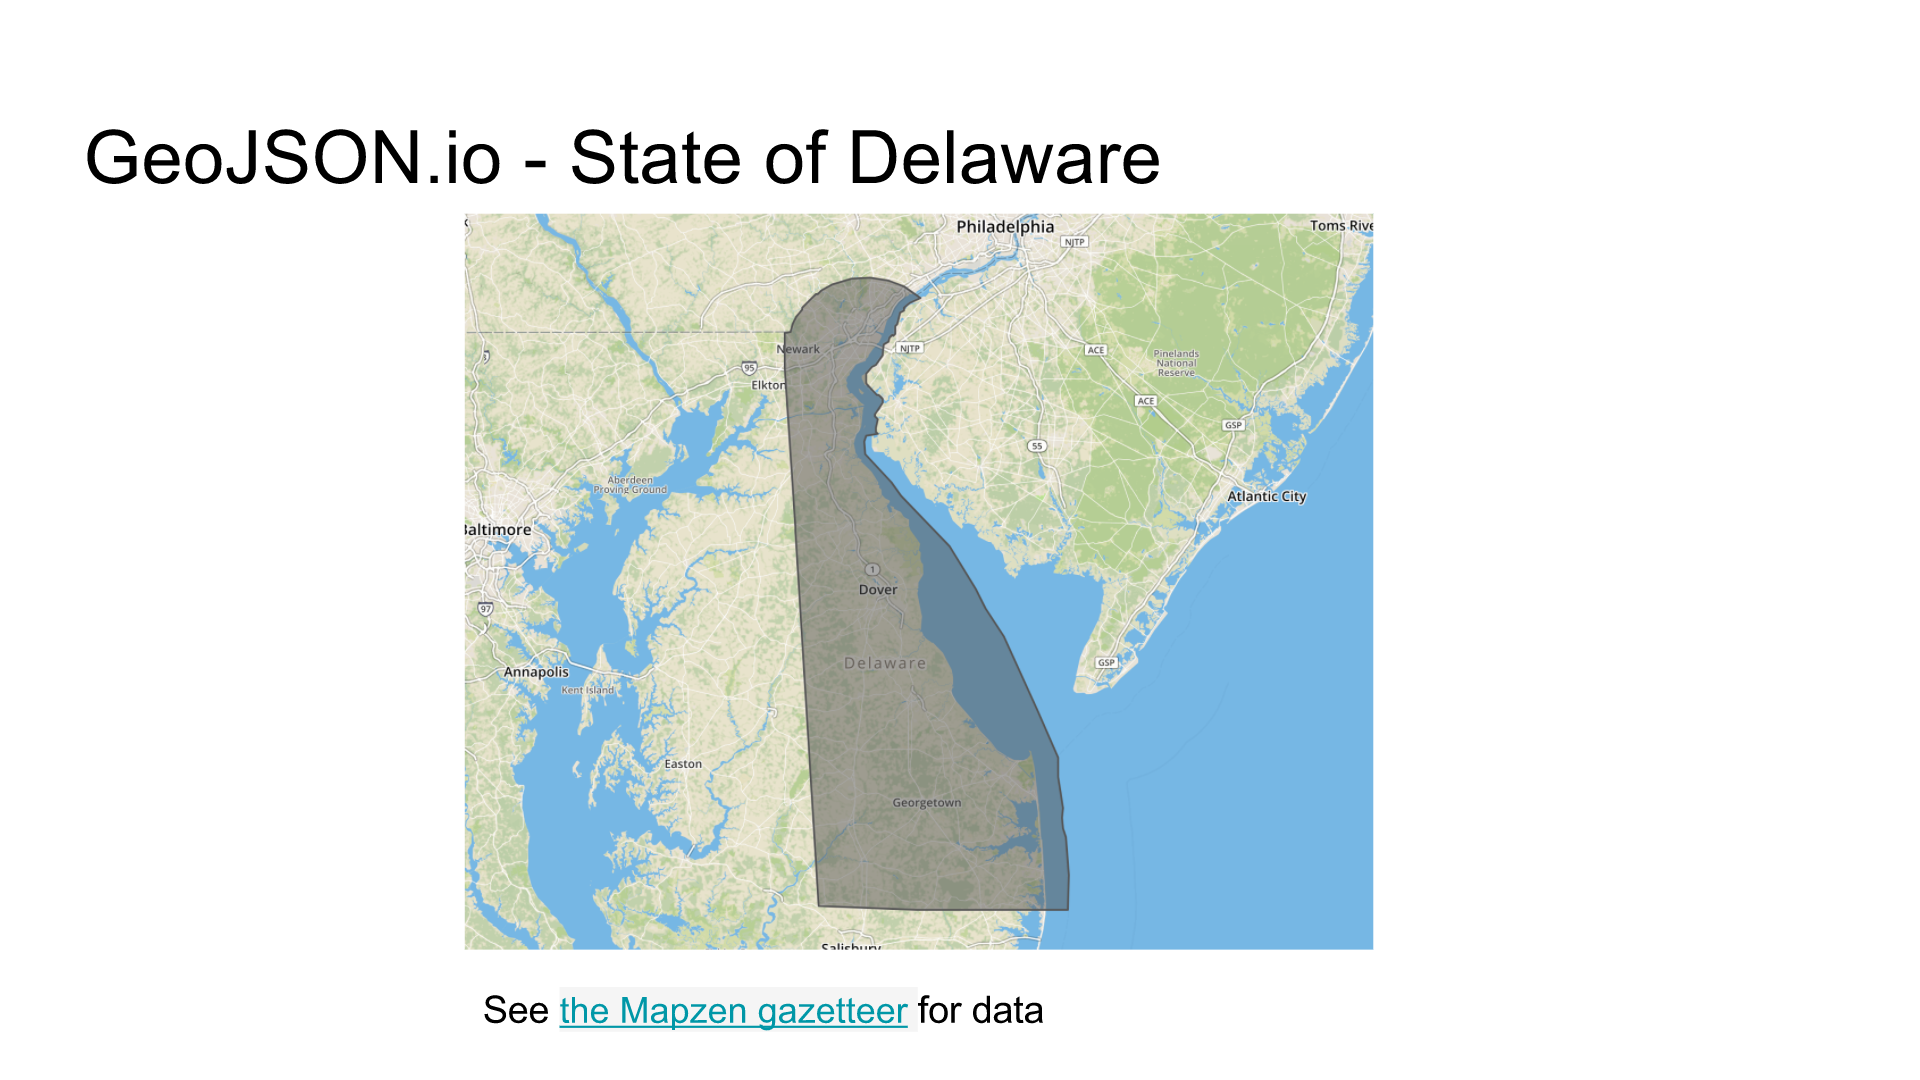 GeoJSON.io - State of Delaware
Philadelphia
Toms Rive
NJTP
Newark
NJTP
ACE
Pinelands
National
Reserve
95
Elkton
ACE
GSP
55
Aberdeen
Proving Ground
Atlantic City
Baltimore
1
Dover
97
Delaware
GSP
Annapolis
Kent Island
Easton
Georgetown
Salisbury
See the Mapzen gazetteer for data